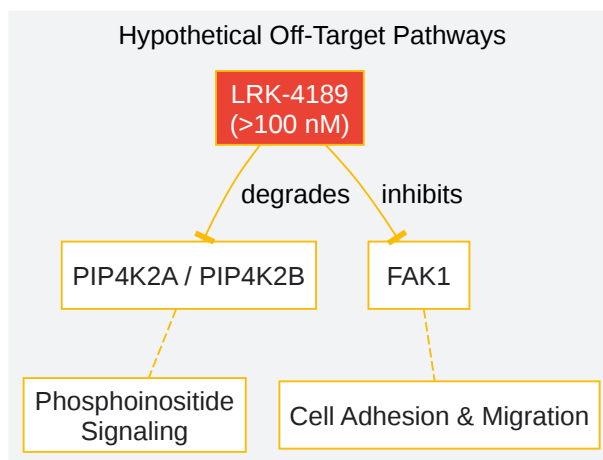 Hypothetical Off-Target Pathways
LRK-4189
(>100 nM)
degrades
inhibits
PIP4K2A / PIP4K2B
FAK1
Phosphoinositide
Signaling
Cell Adhesion & Migration